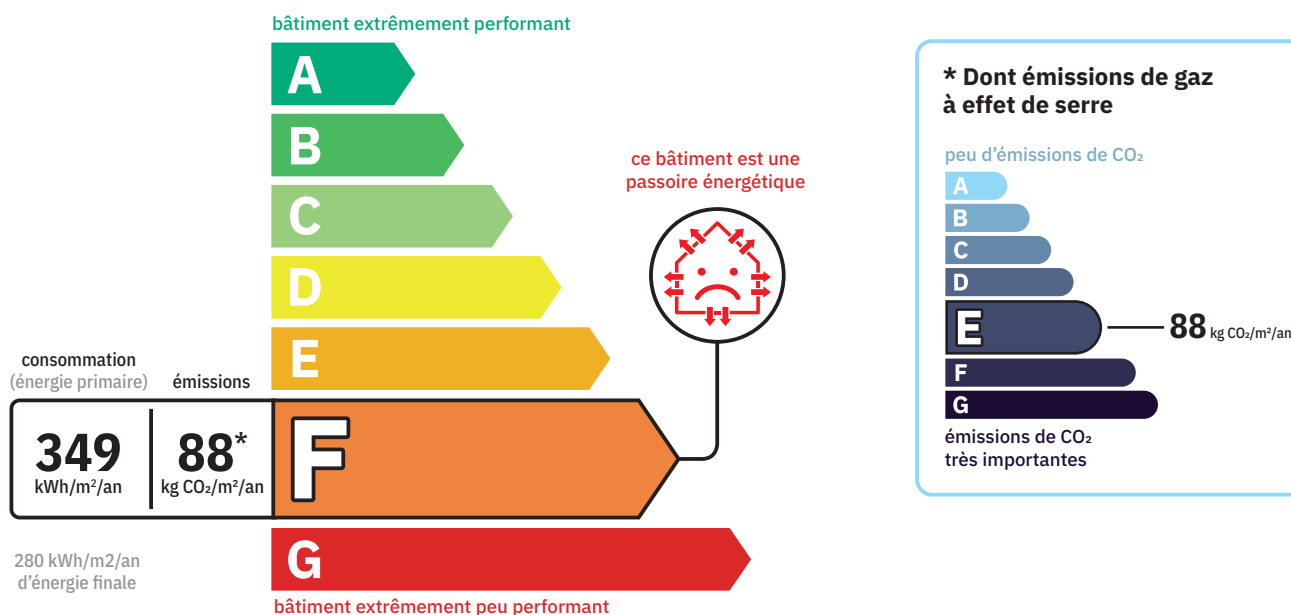 bâtiment extrêmement performant
A
B
C
D
E
F
G
bâtiment extrêmement peu performant
consommation
(énergie primaire)
émissions
349
kWh/m²/an
88*
kg CO₂/m²/an
280 kWh/m2/an
d'énergie finale
ce bâtiment est une
passoire énergétique
* Dont émissions de gaz
à effet de serre
peu d'émissions de CO₂
A
B
C
D
E
88 kg CO₂/m²/an
F
G
émissions de CO₂
très importantes